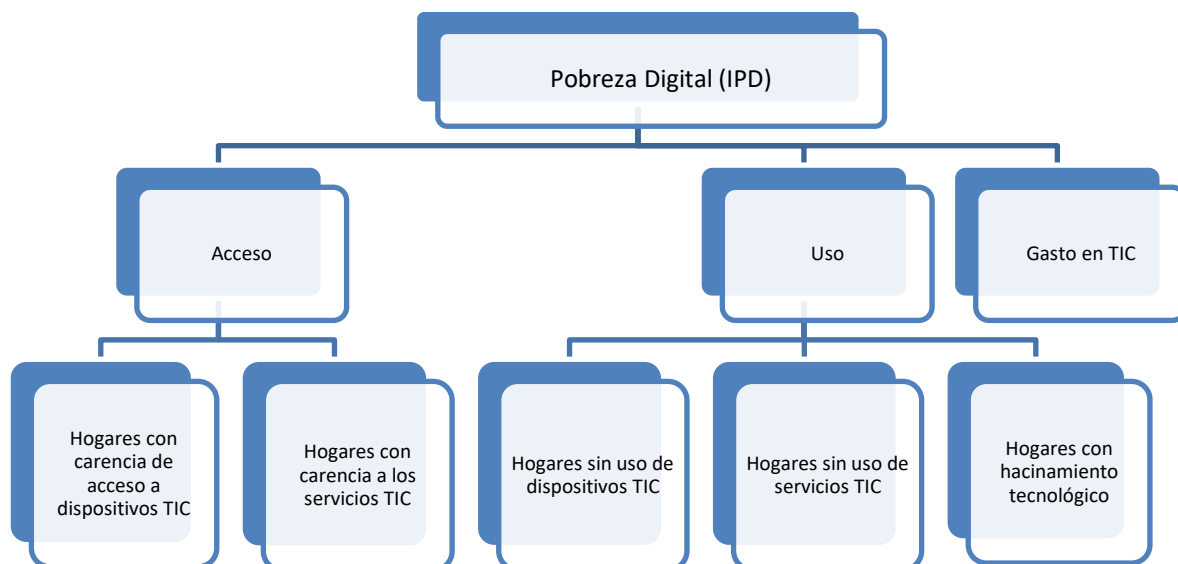 Pobreza Digital (IPD)
Acceso
Uso
Gasto en TIC
Hogares con
carencia de
acceso a
dispositivos TIC
Hogares con
carencia a los
servicios TIC
Hogares sin uso de
dispositivos TIC
Hogares sin uso de
servicios TIC
Hogares con
hacinamiento
tecnológico